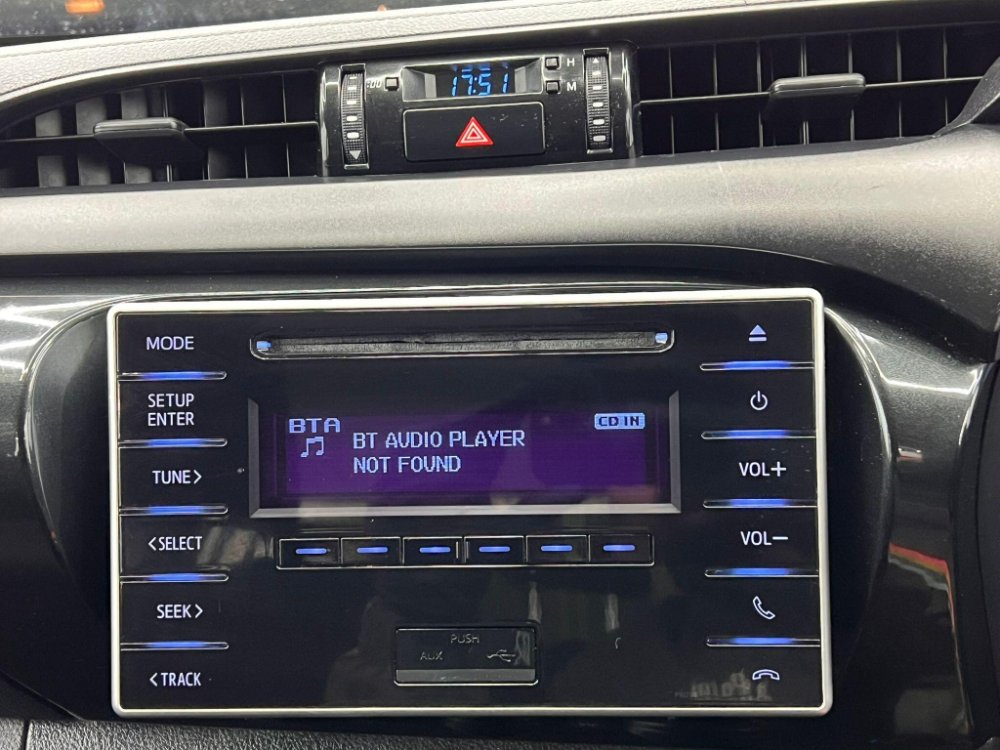 :00
17:51
H
M
MODE
SETUP
ENTER
TUNE>
<SELECT
SEEK>
<TRACK
BTA
CD IN
BT AUDIO PLAYER
NOT FOUND
PUSH
AUX
VOL+
VOL−